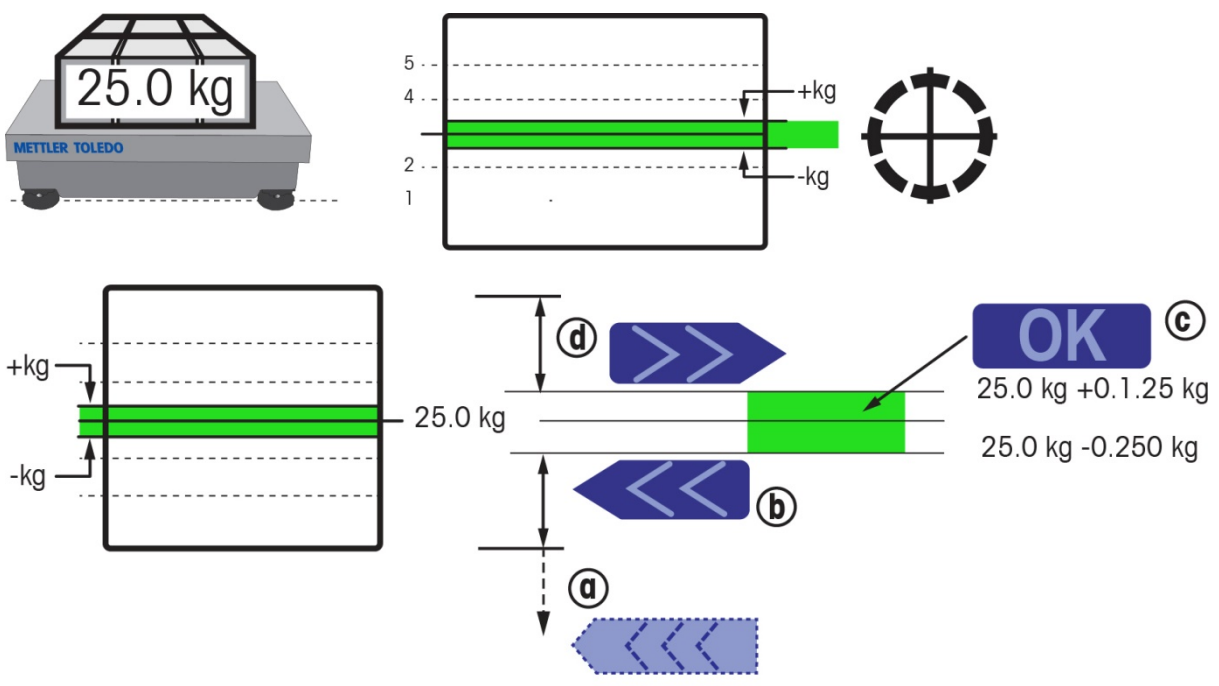 25.0 kg
METTLER TOLEDO
5
4
2
1
+kg
-kg
+kg
-kg
25.0 kg
d
OK
c
25.0 kg +0.1.25 kg
25.0 kg -0.250 kg
b
a